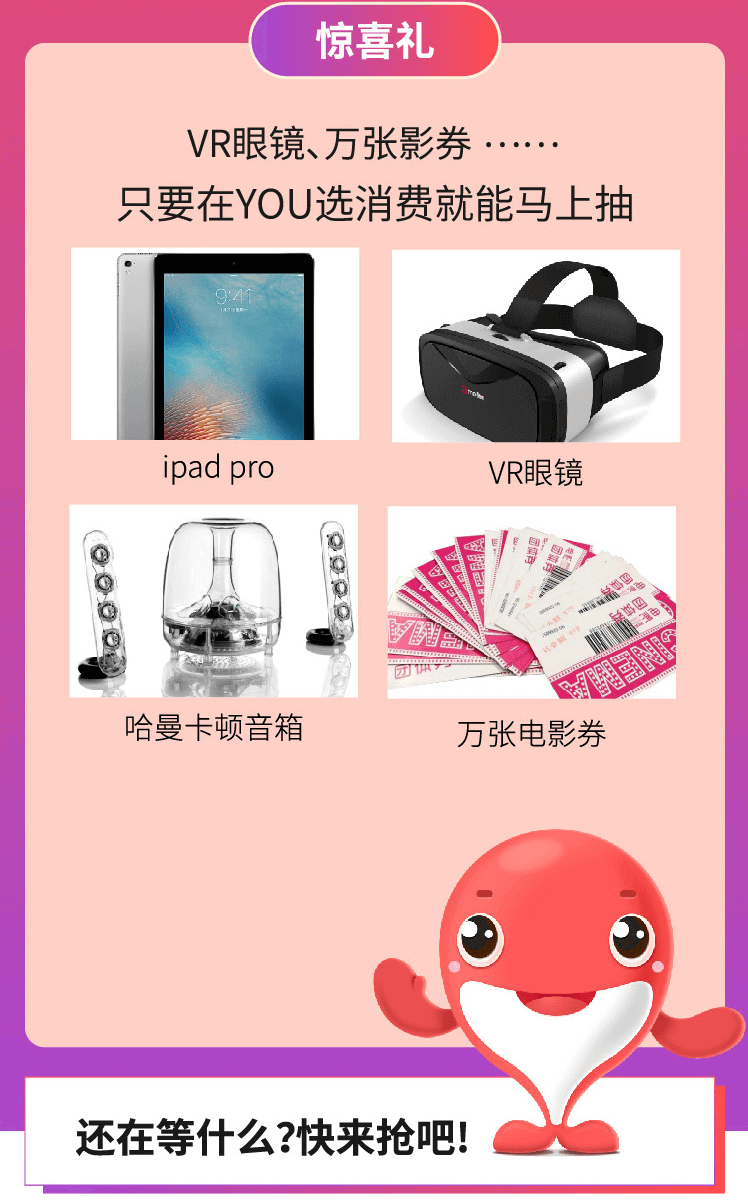 惊喜礼
VR眼镜、万张影券 ……
只要在YOU选消费就能马上抽
9:41
ipad pro
VR眼镜
哈曼卡顿音箱
万张电影券
还在等什么?快来抢吧!